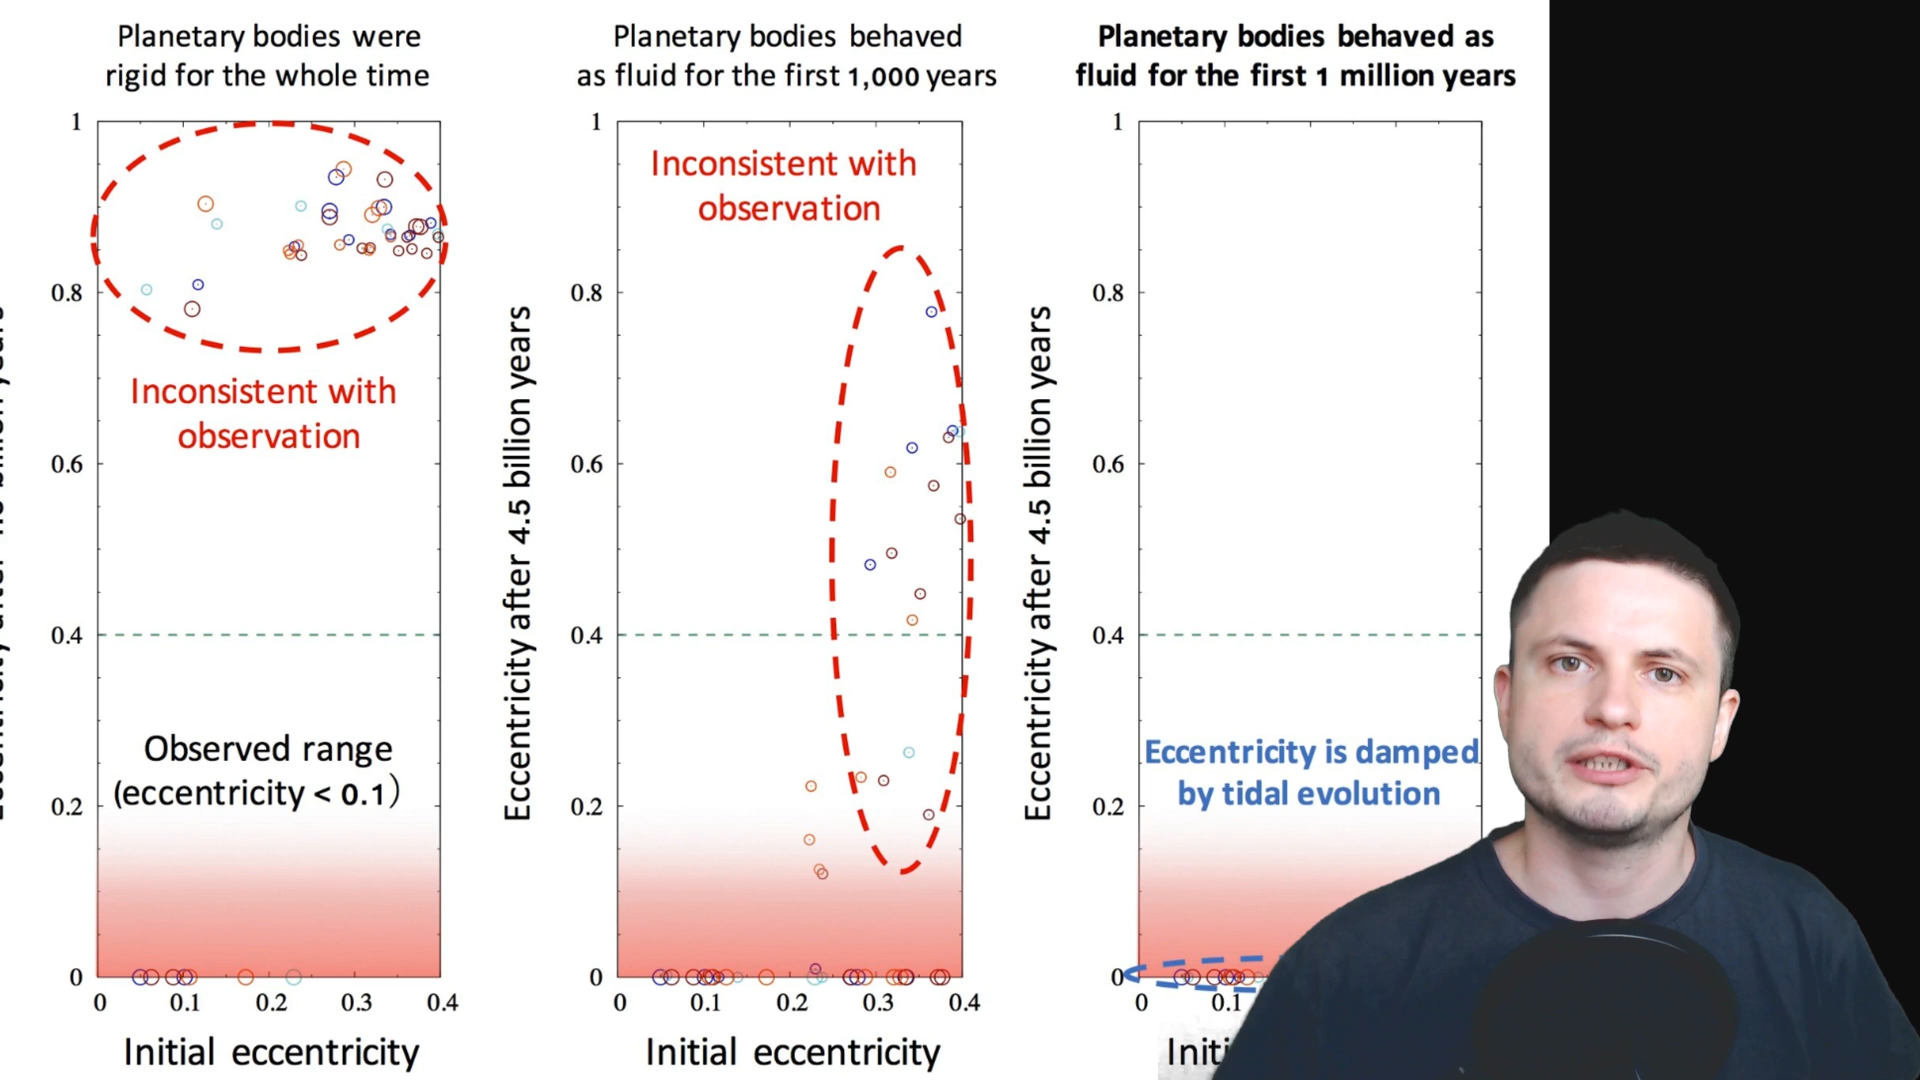 Planetary bodies were
rigid for the whole time
1
0.8
0.6
0.4
0.2
0
Inconsistent with
observation
Observed range
(eccentricity < 0.1)
0 0.1 0.2 0.3 0.4
Initial eccentricity
Planetary bodies behaved
as fluid for the first 1,000 years
Eccentricity after 4.5 billion years
1
0.8
0.6
0.4
0.2
0
Inconsistent with
observation
0 0.1 0.2 0.3 0.4
Initial eccentricity
Planetary bodies behaved as
fluid for the first 1 million years
Eccentricity after 4.5 billion years
1
0.8
0.6
0.4
0.2
0
Eccentricity is damped
by tidal evolution
0 0.1